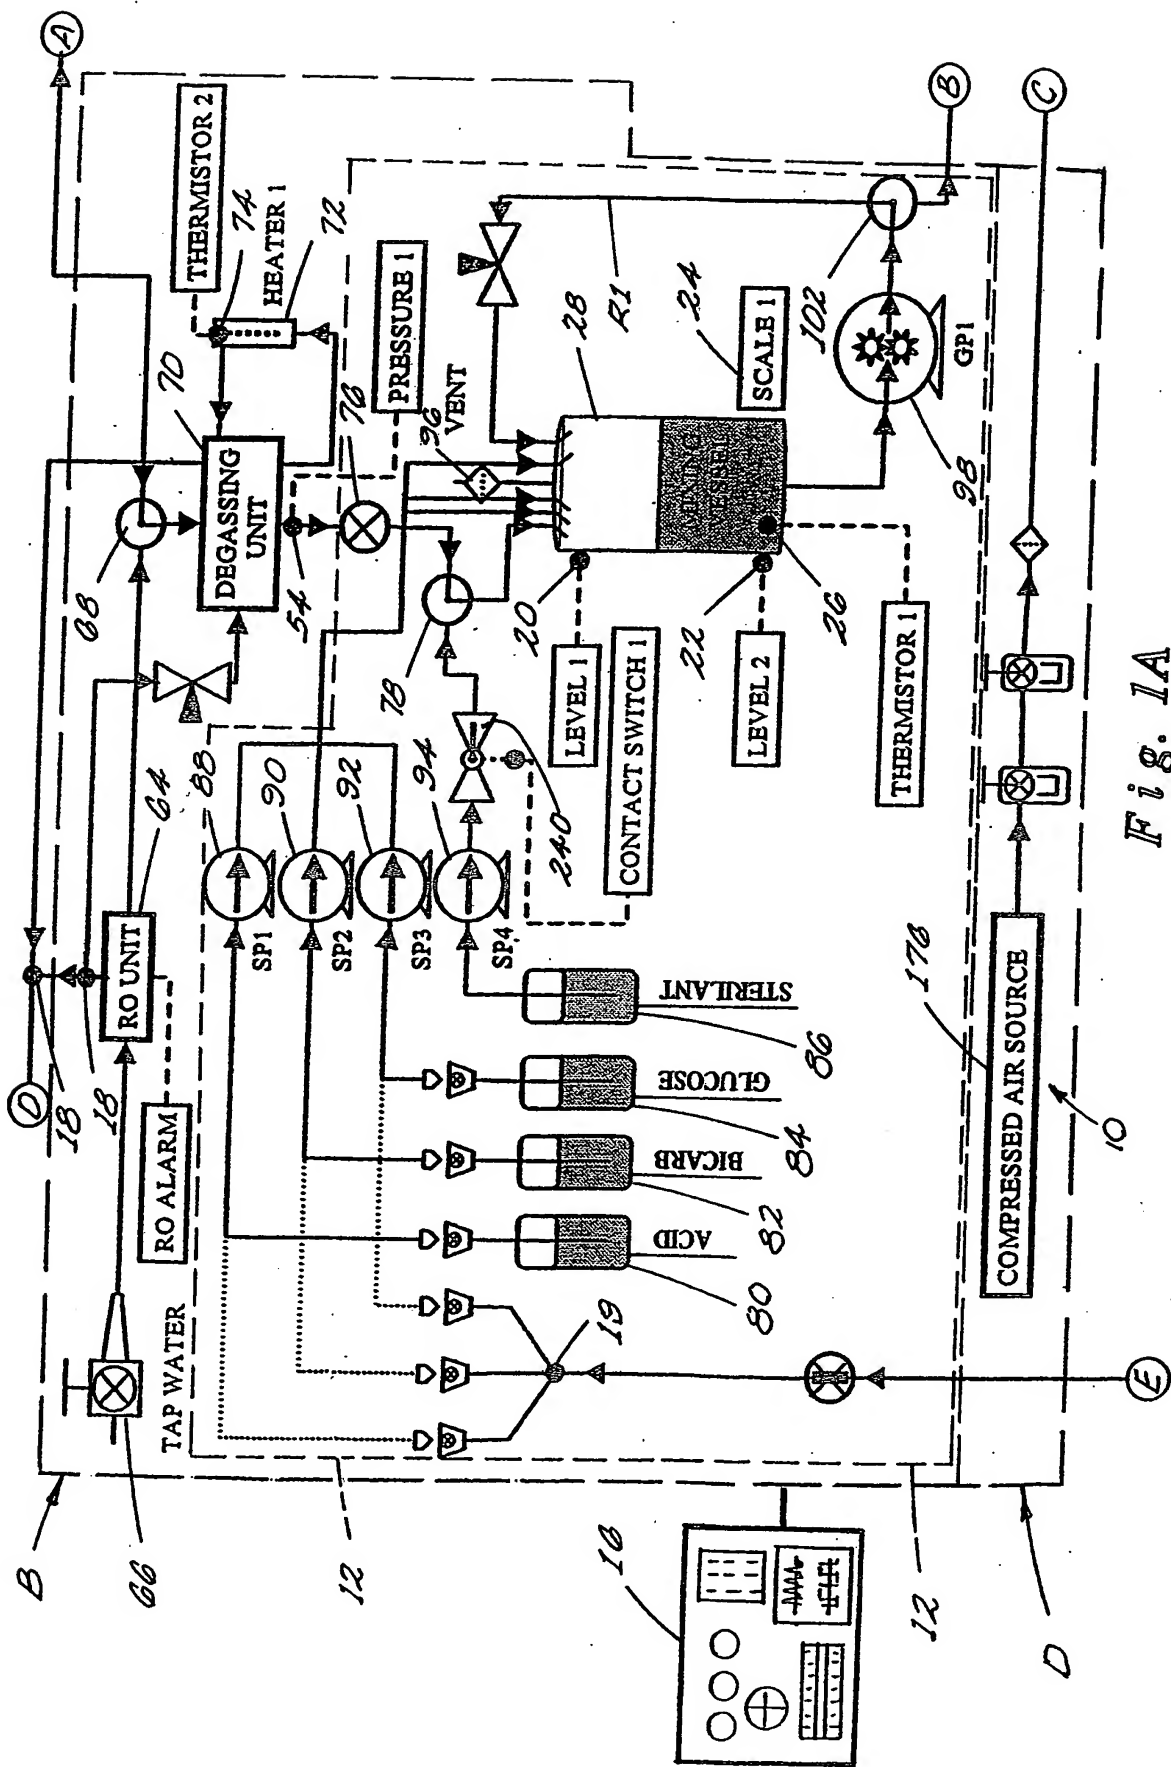 A
THERMISTOR 2
74
HEATER 1
72
70
68
DEGASSING
UNIT
54
PRESSURE 1
76
96
VENT
78
D
18
18
RO UNIT
64
RO ALARM
TAP WATER
66
B
88
90
92
94
SP1
SP2
SP3
SP4
240
CONTACT SWITCH 1
LEVEL 1
20
LEVEL 2
22
THERMISTOR 1
26
28
MIXING
VESSEL
R1
SCALE 1
24
102
GP1
M
98
B
C
STERILANT
86
GLUCOSE
84
BICARB
82
ACID
80
19
E
COMPRESSED AIR SOURCE
176
10
12
12
16
D
Fig. 1A